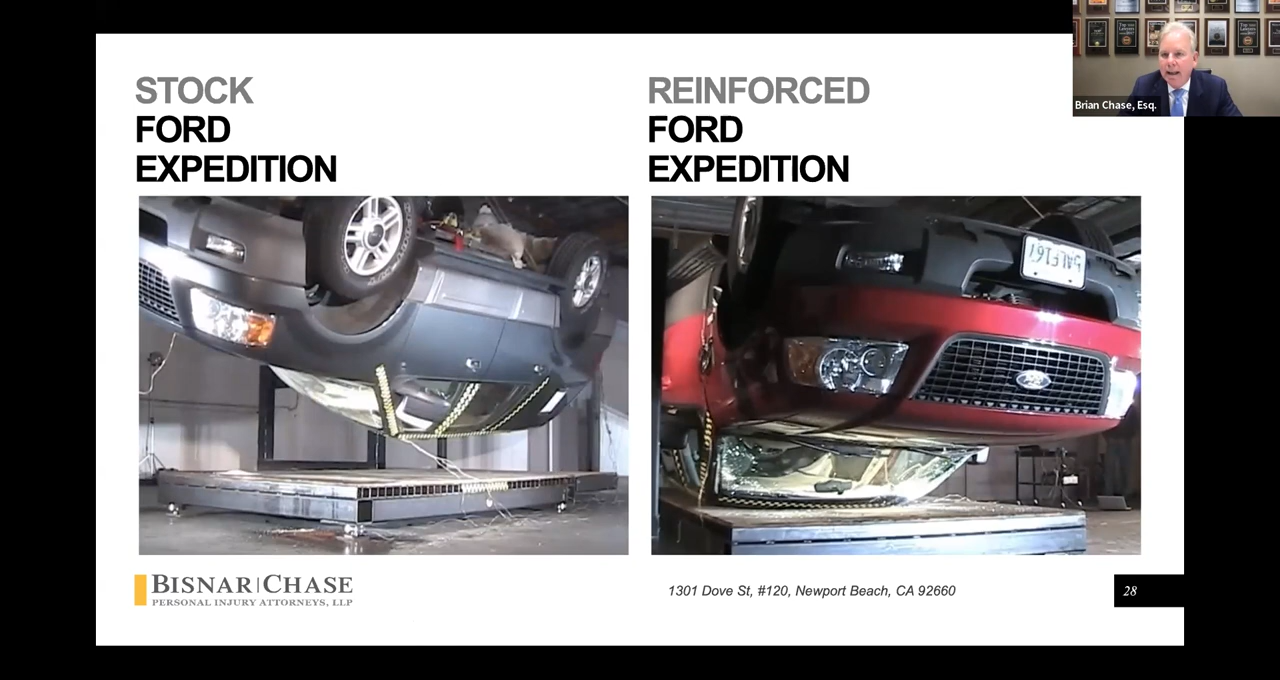 STOCK
FORD
EXPEDITION
REINFORCED
FORD
EXPEDITION
Brian Chase, Esq.
BISNAR|CHASE
PERSONAL INJURY ATTORNEYS, LLP
1301 Dove St, #120, Newport Beach, CA 92660
28